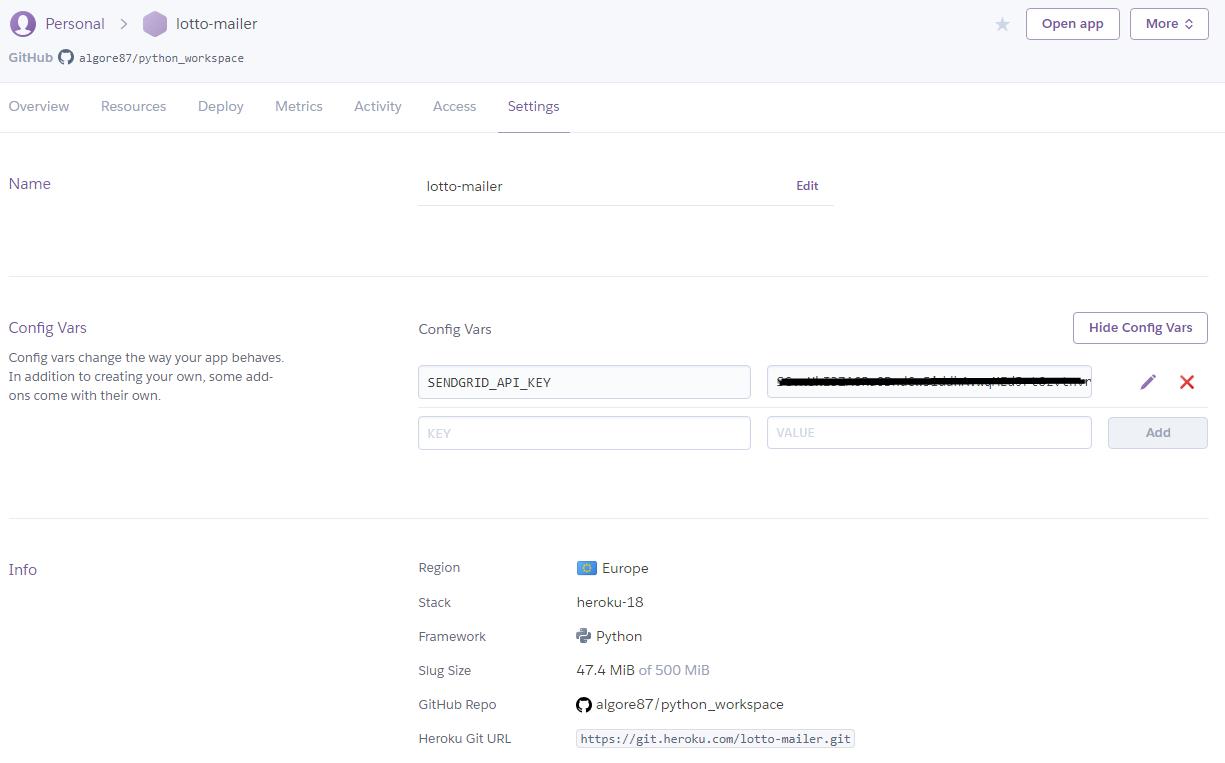 Personal > lotto-mailer
Open app
More
GitHub algore87/python_workspace
Overview Resources Deploy Metrics Activity Access Settings
Name
lotto-mailer
Edit
Config Vars
Config vars change the way your app behaves.
In addition to creating your own, some add-
ons come with their own.
Config Vars
Hide Config Vars
SENDGRID_API_KEY
KEY
VALUE
Add
Info
Region
Europe
Stack
heroku-18
Framework
Python
Slug Size
47.4 MiB of 500 MiB
GitHub Repo
algore87/python_workspace
Heroku Git URL
https://git.heroku.com/lotto-mailer.git